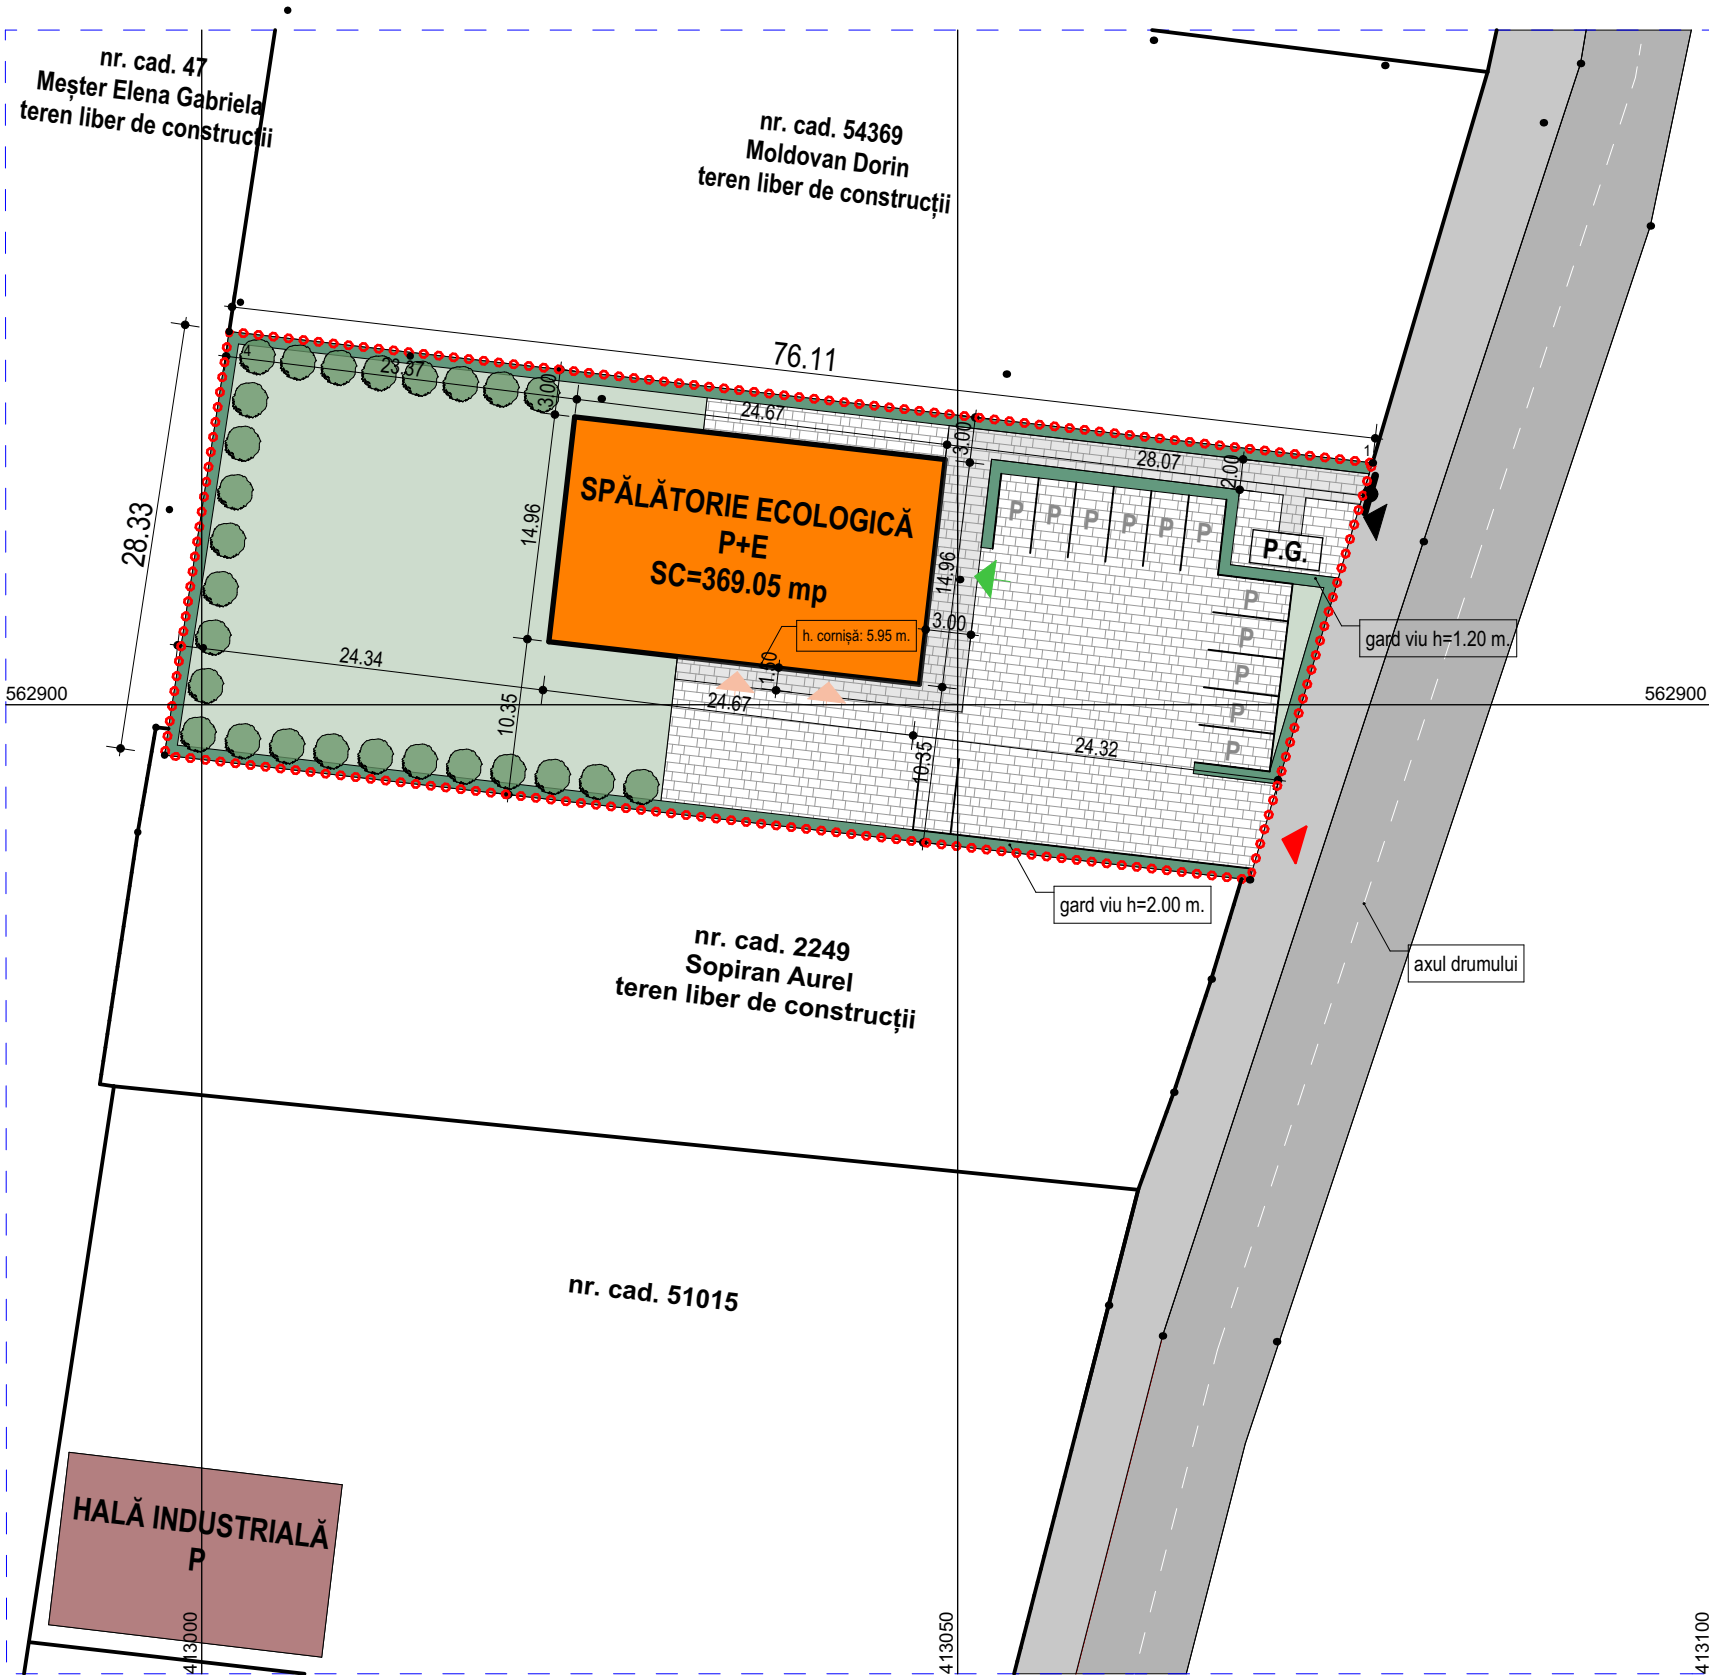 nr. cad. 47
Meșter Elena Gabriela
teren liber de construcții
nr. cad. 54369
Moldovan Dorin
teren liber de construcții
76.11
4
23.37
3.00
24.67
3.00
28.07
2.00
1
28.33
14.96
SPĂLĂTORIE ECOLOGICĂ
P+E
SC=369.05 mp
14.96
P
P
P
P
P
P
P.G.
P
P
P
P
P
3.00
h. cornișă: 5.95 m.
gard viu h=1.20 m.
24.34
1.50
24.67
10.35
10.35
24.32
562900
562900
gard viu h=2.00 m.
axul drumului
nr. cad. 2249
Sopiran Aurel
teren liber de construcții
nr. cad. 51015
HALĂ INDUSTRIALĂ
P
413000
413050
413100